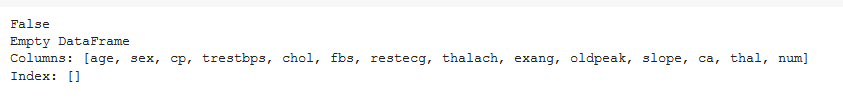 False
Empty DataFrame
Columns: [age, sex, cp, trestbps, chol, fbs, restecg, thalach, exang, oldpeak, slope, ca, thal, num]
Index: []